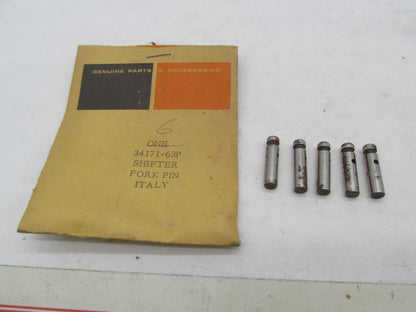 GENUINE PARTS & ACCESSORIES
6
ONE
34171-63P
SHIFTER
FORK PIN
ITALY